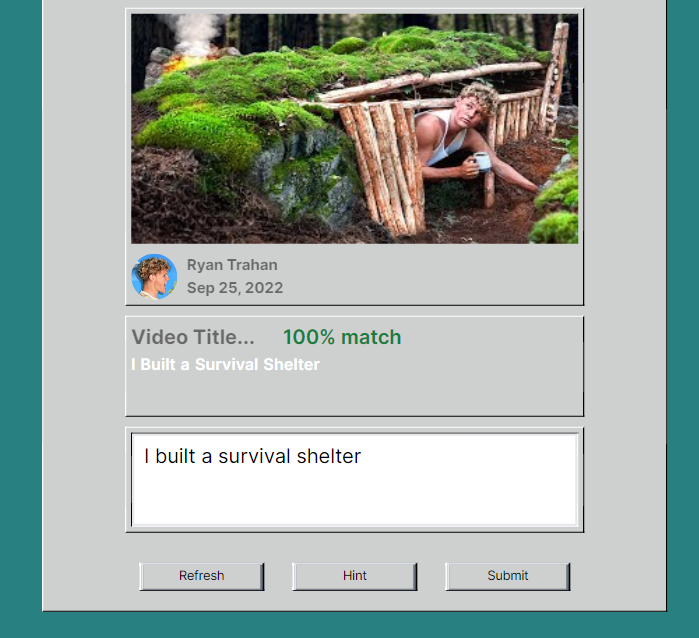 Ryan Trahan
Sep 25, 2022
Video Title... 100% match
I Built a Survival Shelter
I built a survival shelter
Refresh Hint Submit